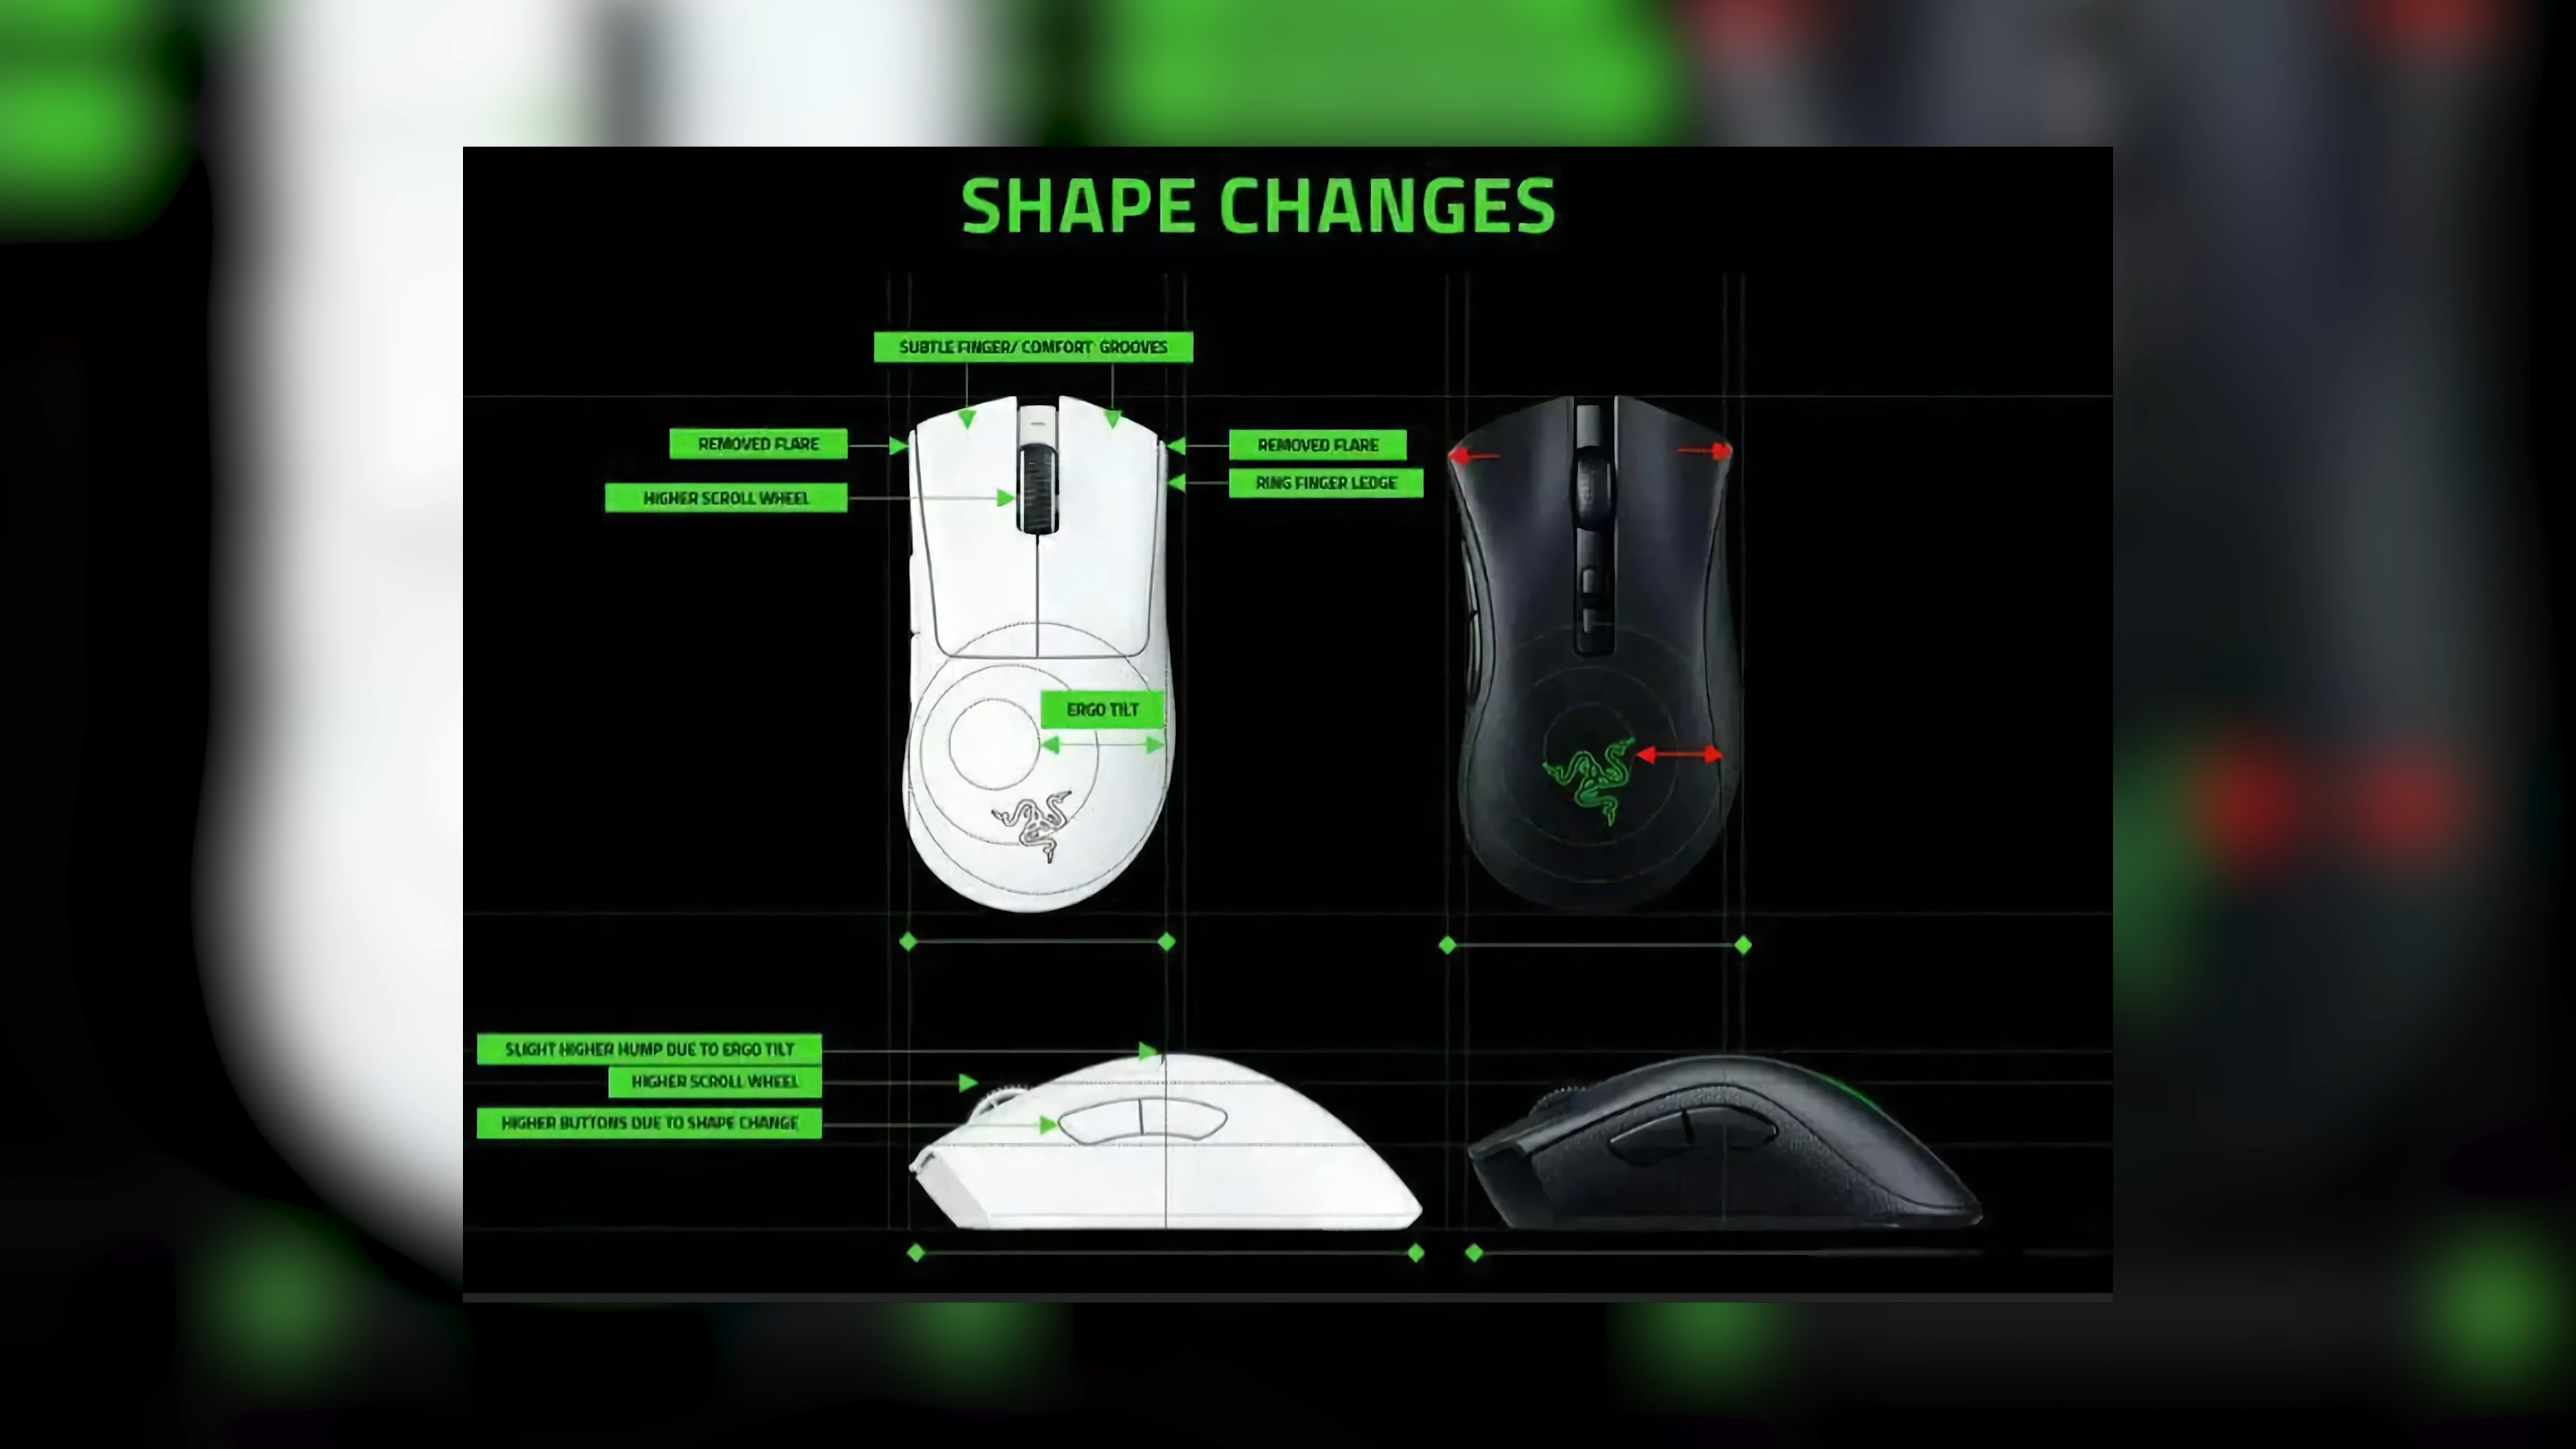 SHAPE CHANGES
SUBTLE FINGER/ COMFORT GROOVES
REMOVED FLARE
REMOVED FLARE
HIGHER SCROLL WHEEL
RING FINGER LEDGE
ERGO TILT
SLIGHT HIGHER HUMP DUE TO ERGO TILT
HIGHER SCROLL WHEEL
HIGHER BUTTONS DUE TO SHAPE CHANGE